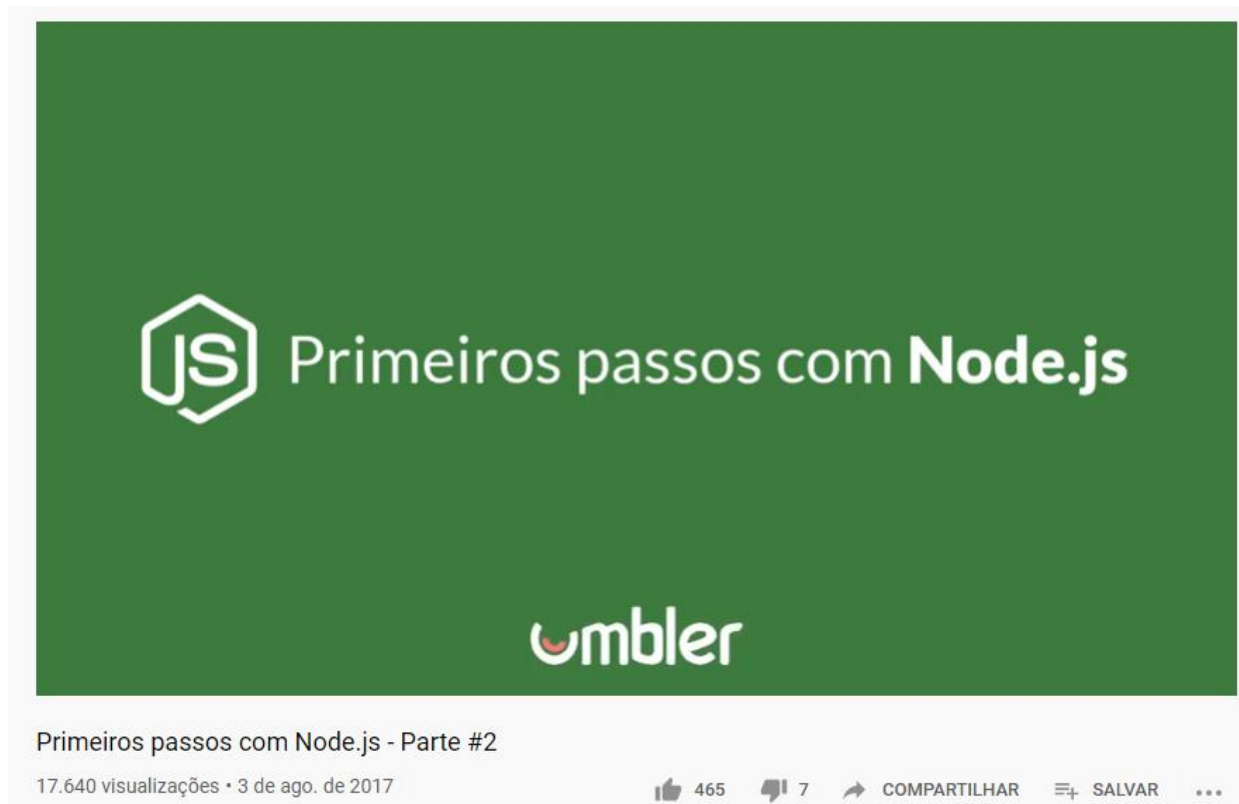 JS Primeiros passos com Node.js
umbler
Primeiros passos com Node.js - Parte #2
17.640 visualizações • 3 de ago. de 2017 465 7 COMPARTILHAR SALVAR